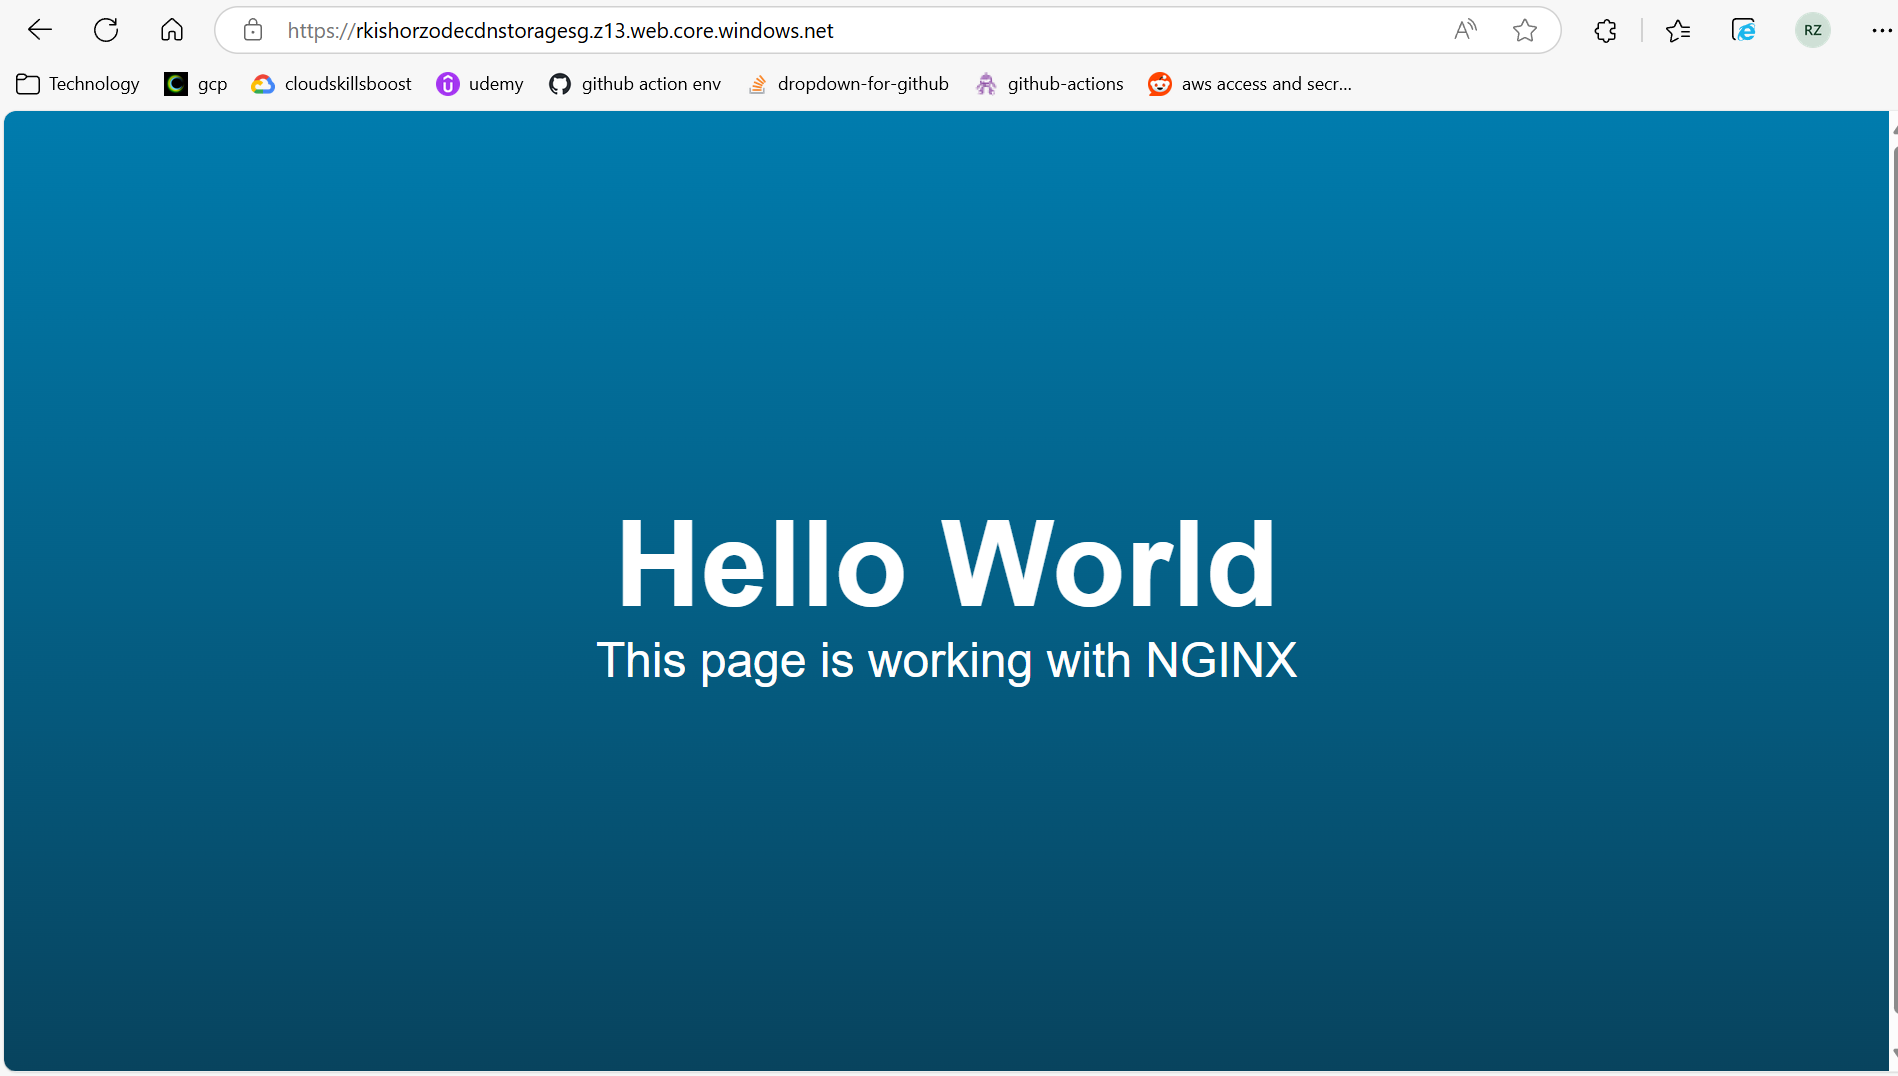 https://rkishorzodecdnstoragesg.z13.web.core.windows.net
A
RZ
Technology
gcp
cloudskillsboost
udemy
github action env
dropdown-for-github
github-actions
aws access and secr...
Hello World
This page is working with NGINX